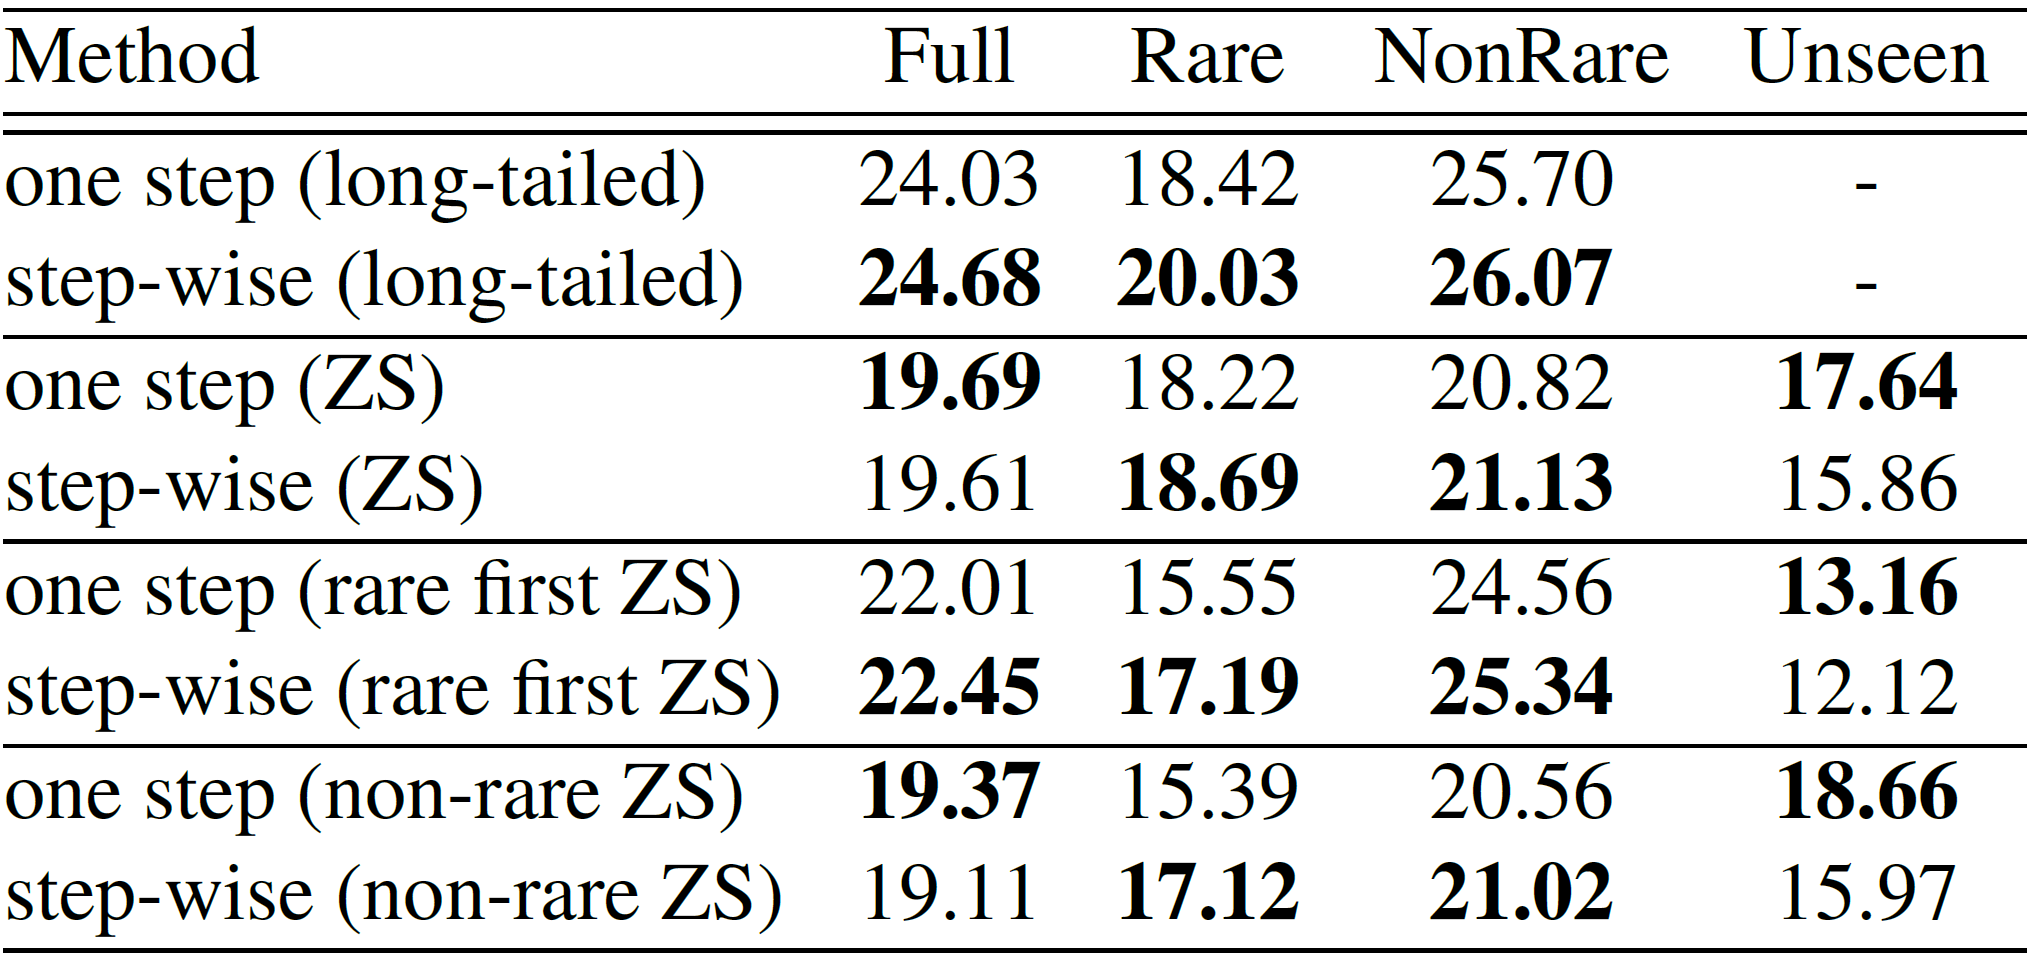 Method Full Rare NonRare Unseen
one step (long-tailed) 24.03 18.42 25.70 -
step-wise (long-tailed) 24.68 20.03 26.07 -
one step (ZS) 19.69 18.22 20.82 17.64
step-wise (ZS) 19.61 18.69 21.13 15.86
one step (rare first ZS) 22.01 15.55 24.56 13.16
step-wise (rare first ZS) 22.45 17.19 25.34 12.12
one step (non-rare ZS) 19.37 15.39 20.56 18.66
step-wise (non-rare ZS) 19.11 17.12 21.02 15.97